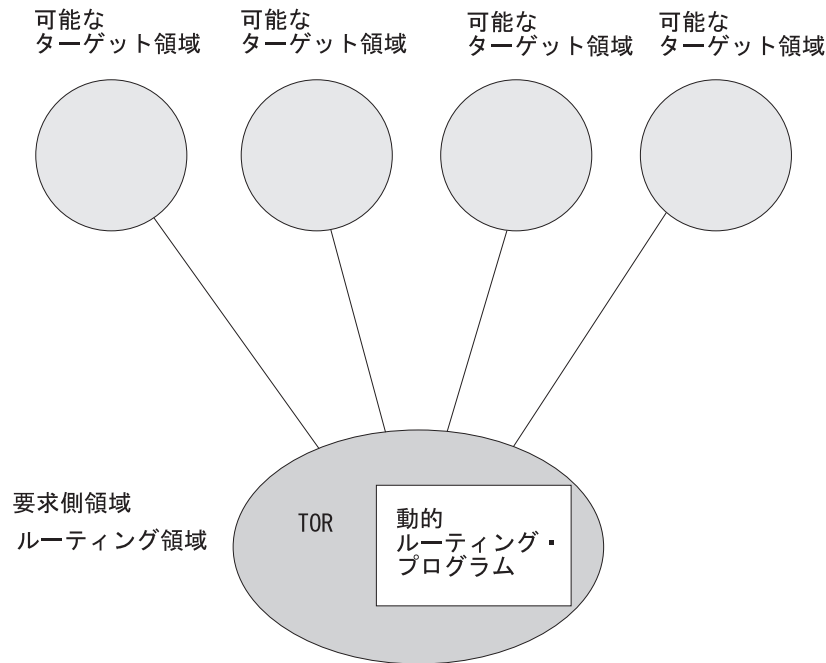 可能な
ターゲット領域
可能な
ターゲット領域
可能な
ターゲット領域
可能な
ターゲット領域
要求側領域
ルーティング領域
TOR
動的
ルーティング・
プログラム